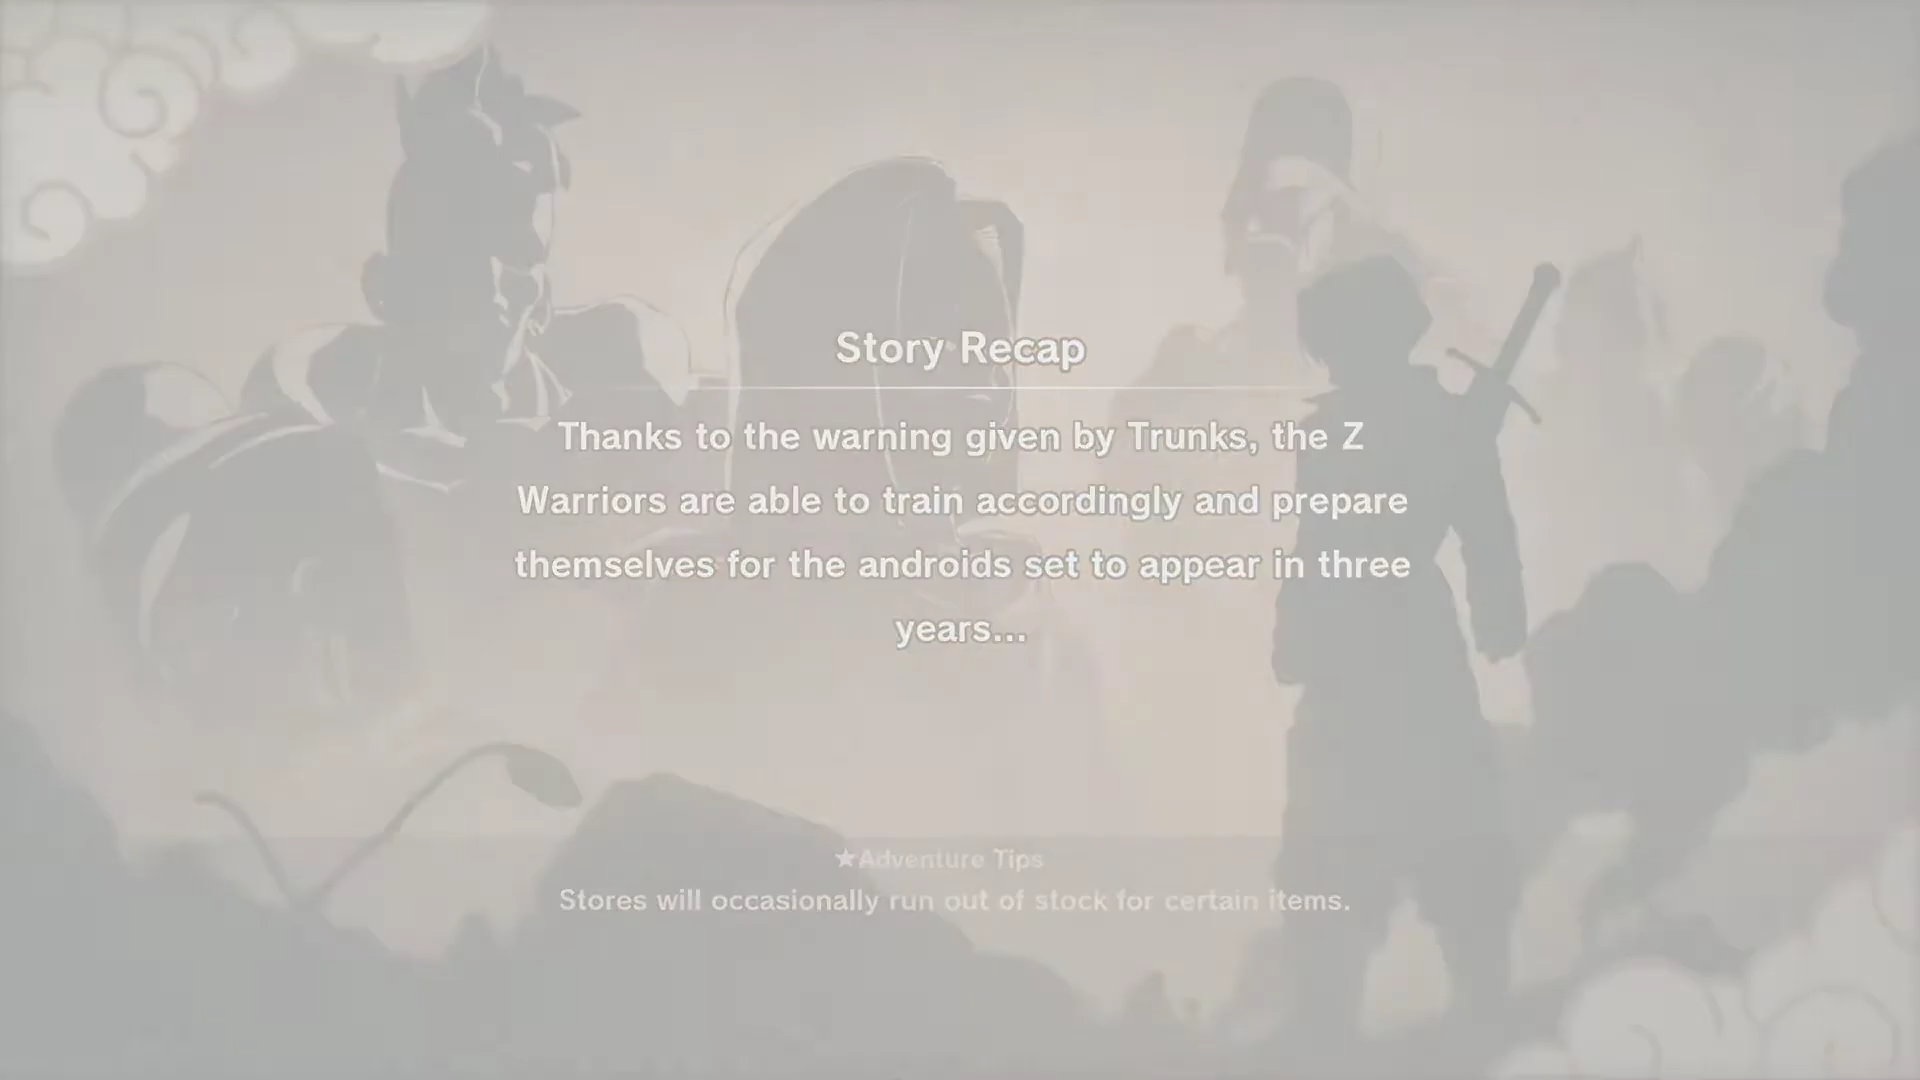 Story Recap
Thanks to the warning given by Trunks, the Z
Warriors are able to train accordingly and prepare
themselves for the androids set to appear in three
years...
★Adventure Tips
Stores will occasionally run out of stock for certain items.